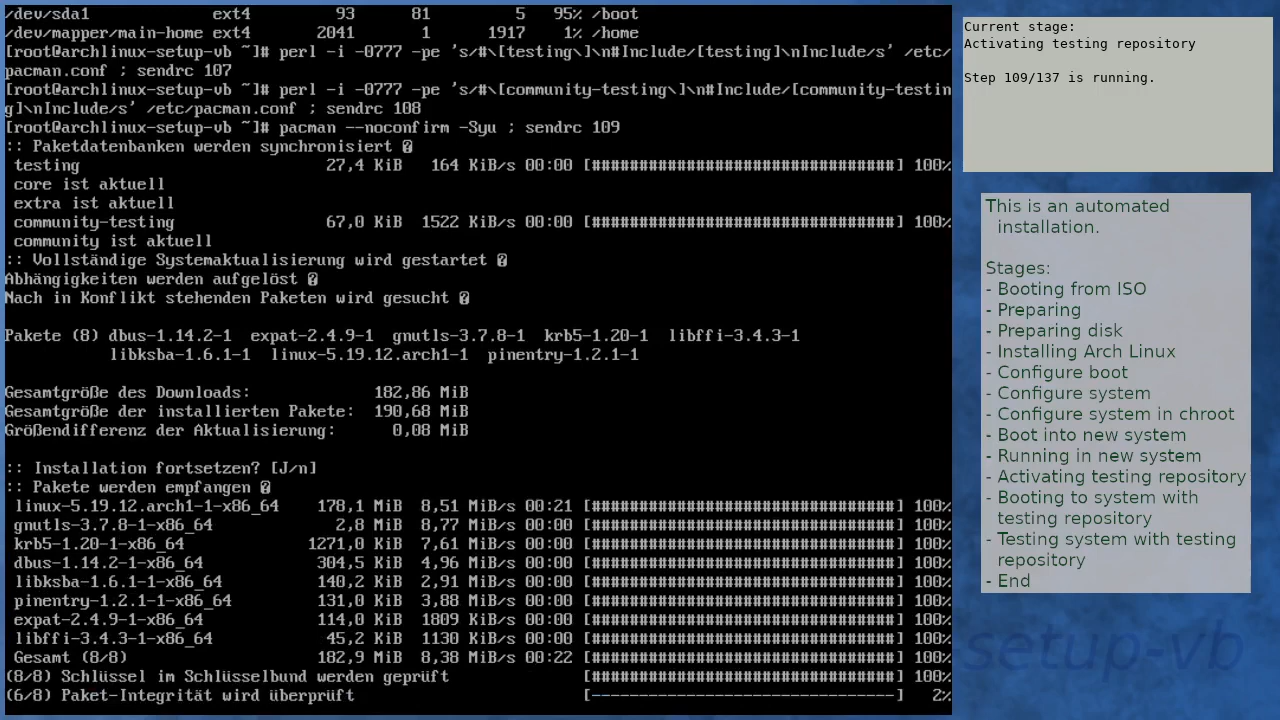 /dev/sda1             ext4         93      81         5   95% /boot
/dev/mapper/main-home ext4       2041       1      1917    1% /home
[root@archlinux-setup-vb ~]# perl -i -0777 -pe 's/#\[testing\]\n#Include/[testing]\nInclude/s' /etc/
pacman.conf ; sendrc 107
[root@archlinux-setup-vb ~]# perl -i -0777 -pe 's/#\[community-testing\]\n#Include/[community-testin
g]\nInclude/s' /etc/pacman.conf ; sendrc 108
[root@archlinux-setup-vb ~]# pacman --noconfirm -Syu ; sendrc 109
:: Paketdatenbanken werden synchronisiert �
 testing                          27,4 KiB   164 KiB/s 00:00 [################################] 100%
 core ist aktuell
 extra ist aktuell
 community-testing                67,0 KiB  1522 KiB/s 00:00 [################################] 100%
 community ist aktuell
:: Vollständige Systemaktualisierung wird gestartet �
Abhängigkeiten werden aufgelöst �
Nach in Konflikt stehenden Paketen wird gesucht �
Pakete (8) dbus-1.14.2-1  expat-2.4.9-1  gnutls-3.7.8-1  krb5-1.20-1  libffi-3.4.3-1
           libksba-1.6.1-1  linux-5.19.12.arch1-1  pinentry-1.2.1-1
Gesamtgröße des Downloads:             182,86 MiB
Gesamtgröße der installierten Pakete:  190,68 MiB
Größendifferenz der Aktualisierung:      0,08 MiB
:: Installation fortsetzen? [J/n]
:: Pakete werden empfangen �
 linux-5.19.12.arch1-1-x86_64    178,1 MiB  8,51 MiB/s 00:21 [################################] 100%
 gnutls-3.7.8-1-x86_64             2,8 MiB  8,77 MiB/s 00:00 [################################] 100%
 krb5-1.20-1-x86_64             1271,0 KiB  7,61 MiB/s 00:00 [################################] 100%
 dbus-1.14.2-1-x86_64            304,5 KiB  4,96 MiB/s 00:00 [################################] 100%
 libksba-1.6.1-1-x86_64          140,2 KiB  2,91 MiB/s 00:00 [################################] 100%
 pinentry-1.2.1-1-x86_64         131,0 KiB  3,88 MiB/s 00:00 [################################] 100%
 expat-2.4.9-1-x86_64            114,0 KiB  1809 KiB/s 00:00 [################################] 100%
 libffi-3.4.3-1-x86_64            45,2 KiB  1130 KiB/s 00:00 [################################] 100%
 Gesamt (8/8)                    182,9 MiB  8,38 MiB/s 00:22 [################################] 100%
(8/8) Schlüssel im Schlüsselbund werden geprüft              [################################] 100%
(6/8) Paket-Integrität wird überprüft                        [--------------------------------]   2%
Current stage:
Activating testing repository
Step 109/137 is running.
This is an automated
installation.
Stages:
- Booting from ISO
- Preparing
- Preparing disk
- Installing Arch Linux
- Configure boot
- Configure system
- Configure system in chroot
- Boot into new system
- Running in new system
- Activating testing repository
- Booting to system with
testing repository
- Testing system with testing
repository
- End
setup-vb